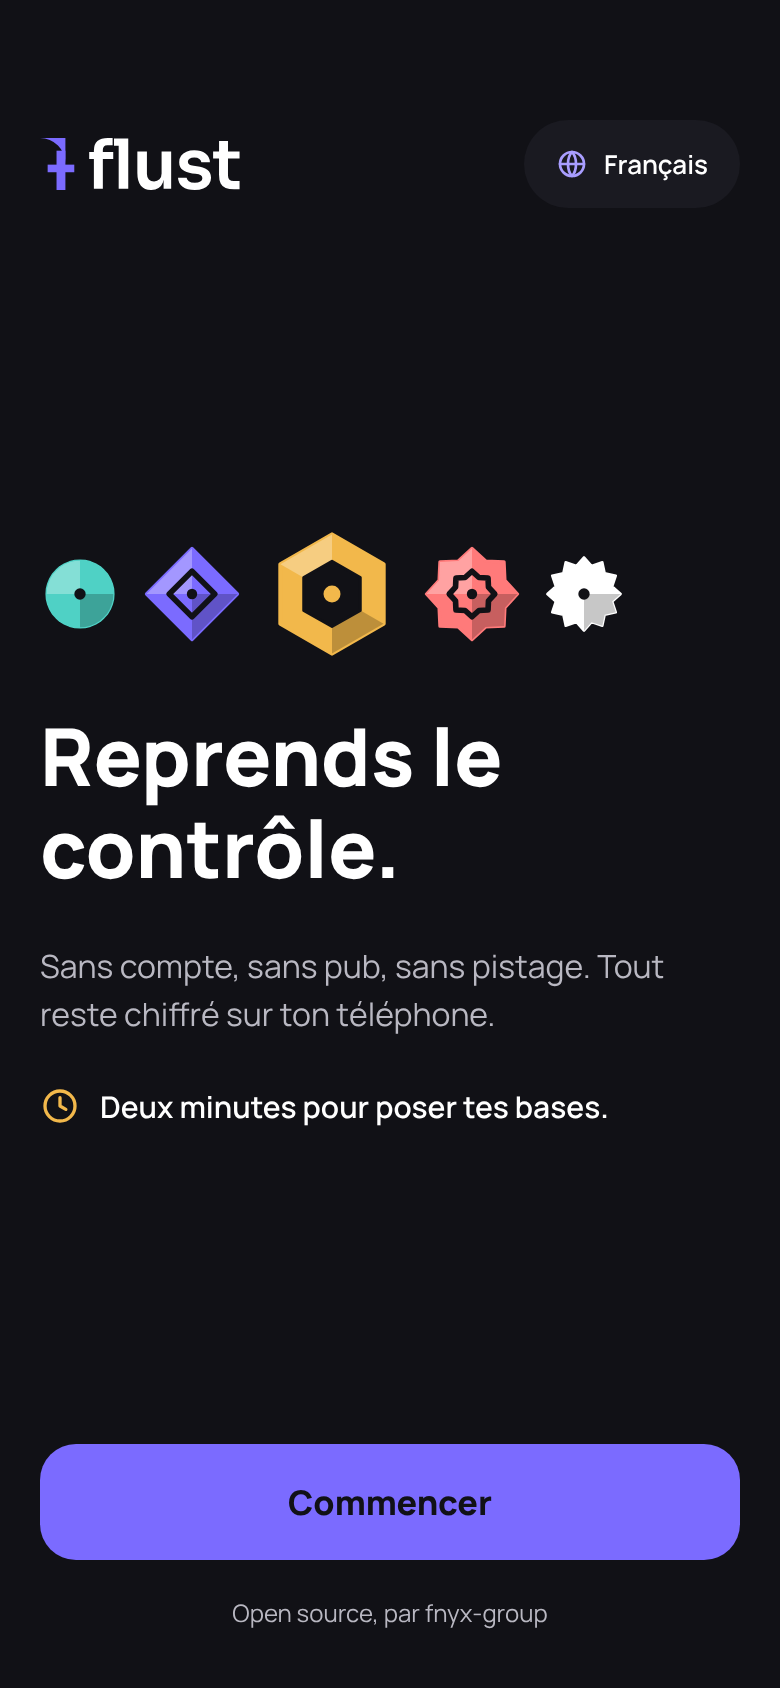 flust
Français
Reprends le
contrôle.
Sans compte, sans pub, sans pistage. Tout
reste chiffré sur ton téléphone.
Deux minutes pour poser tes bases.
Commencer
Open source, par fnyx-group